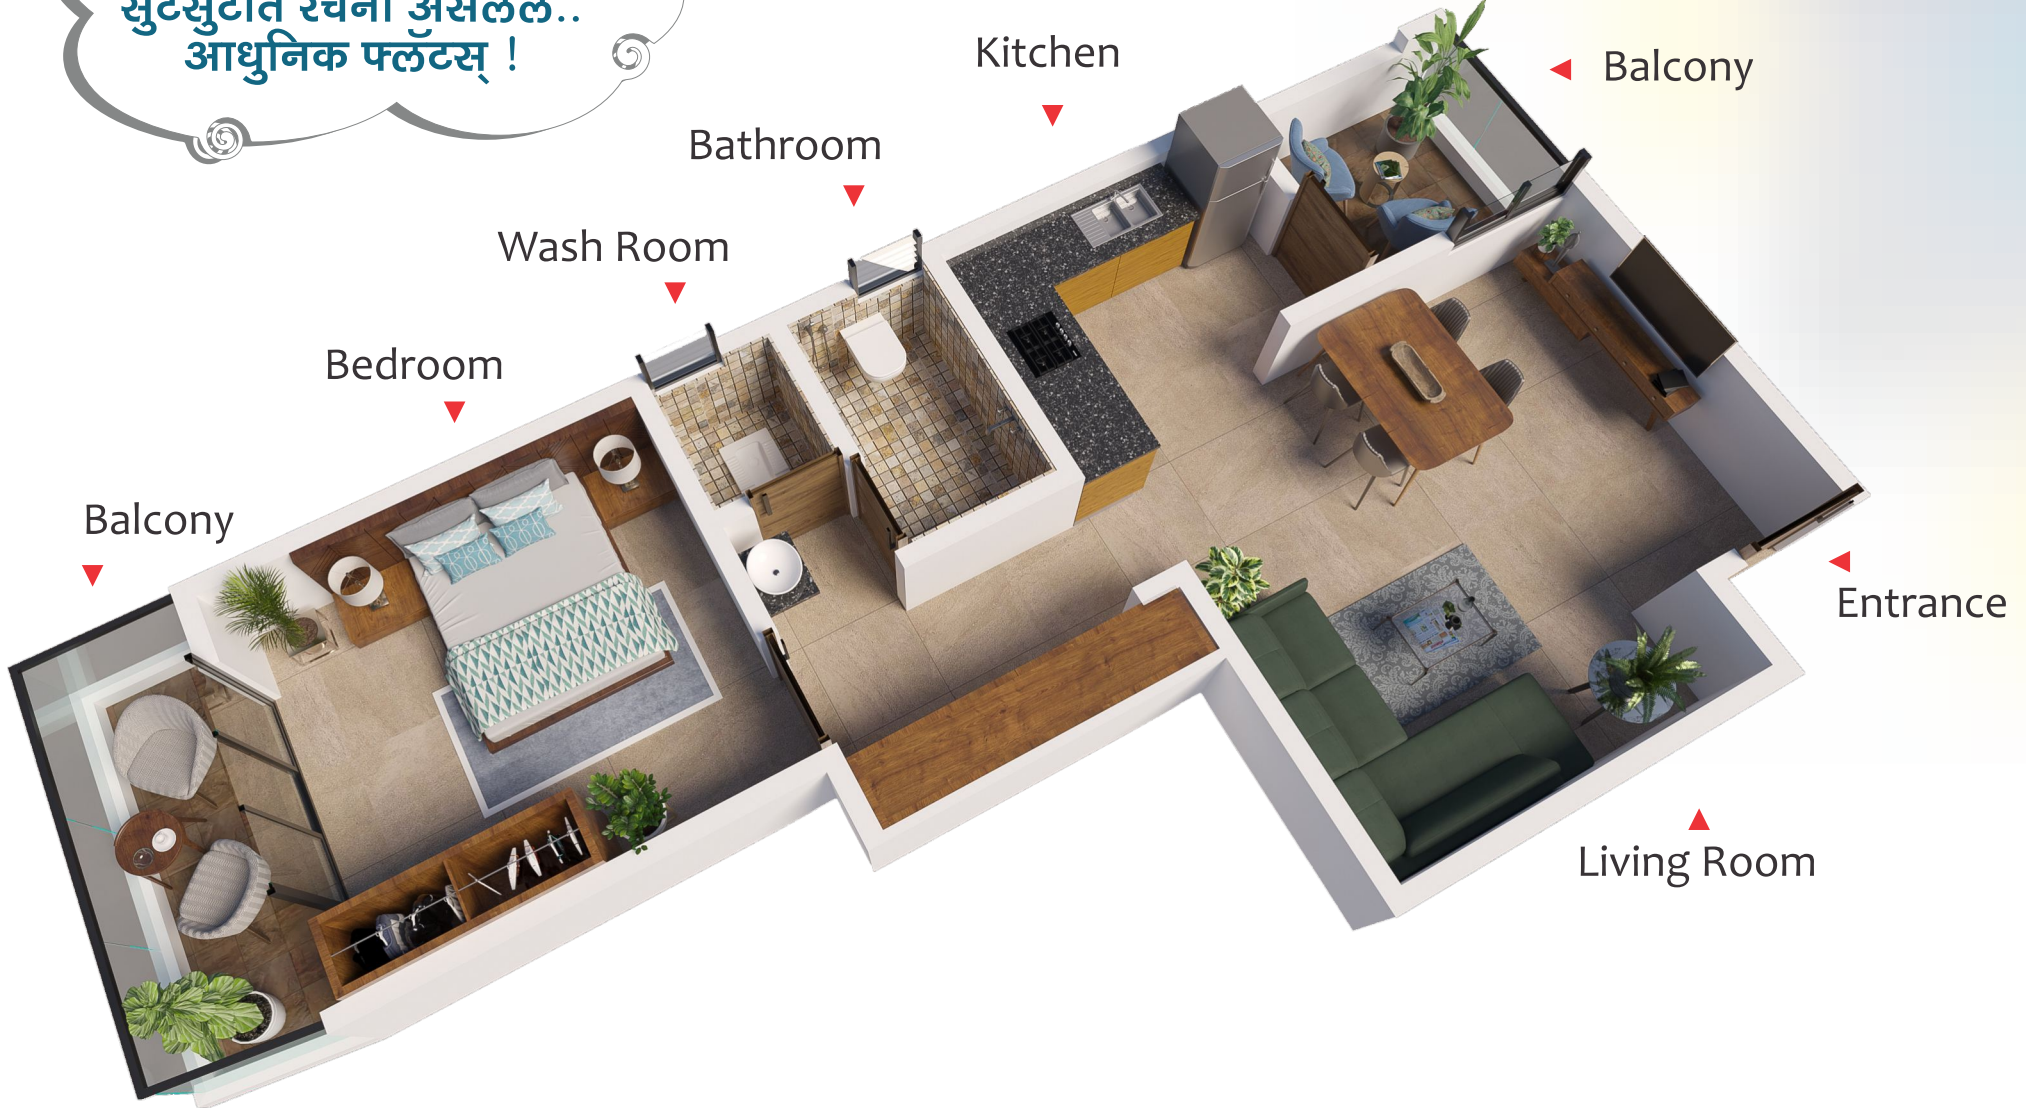 सुटसुटीत रचना असलेले..
आधुनिक फ्लॅटस् !
Kitchen
Balcony
Bathroom
Wash Room
Bedroom
Balcony
Entrance
Living Room